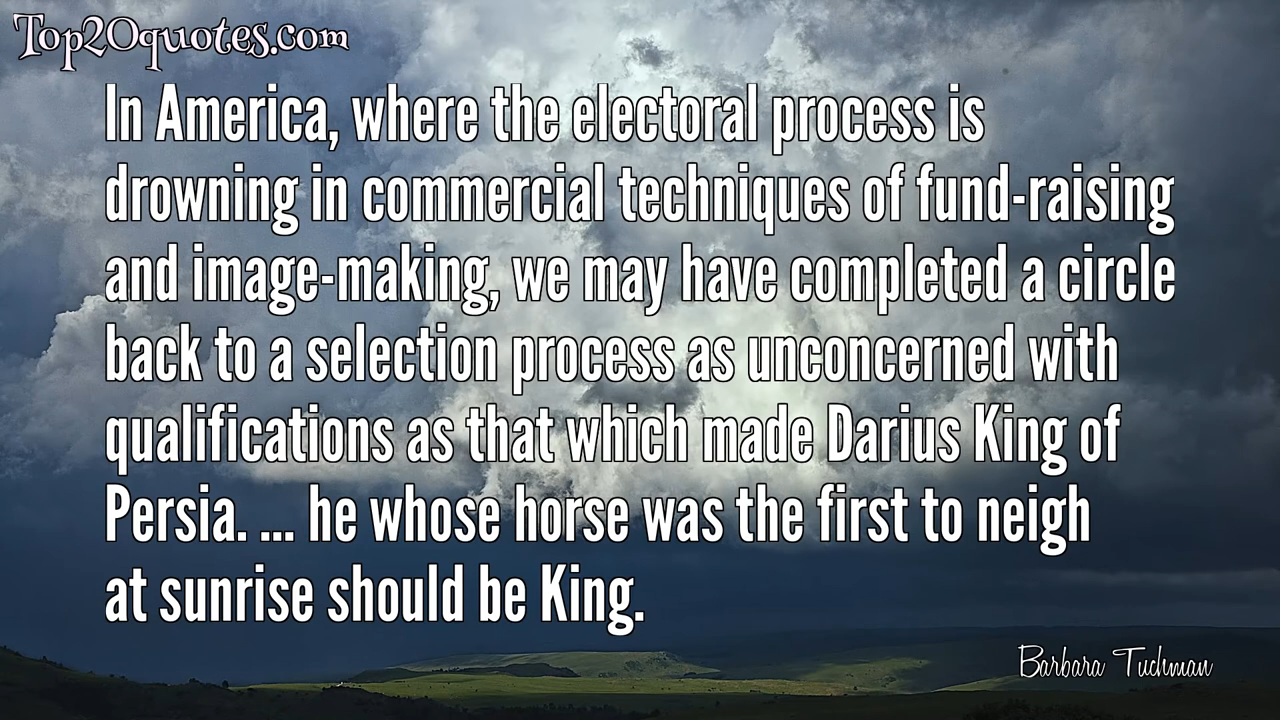 Top20quotes.com
In America, where the electoral process is
drowning in commercial techniques of fund-raising
and image-making, we may have completed a circle
back to a selection process as unconcerned with
qualifications as that which made Darius King of
Persia. ... he whose horse was the first to neigh
at sunrise should be King.
Barbara Tuchman